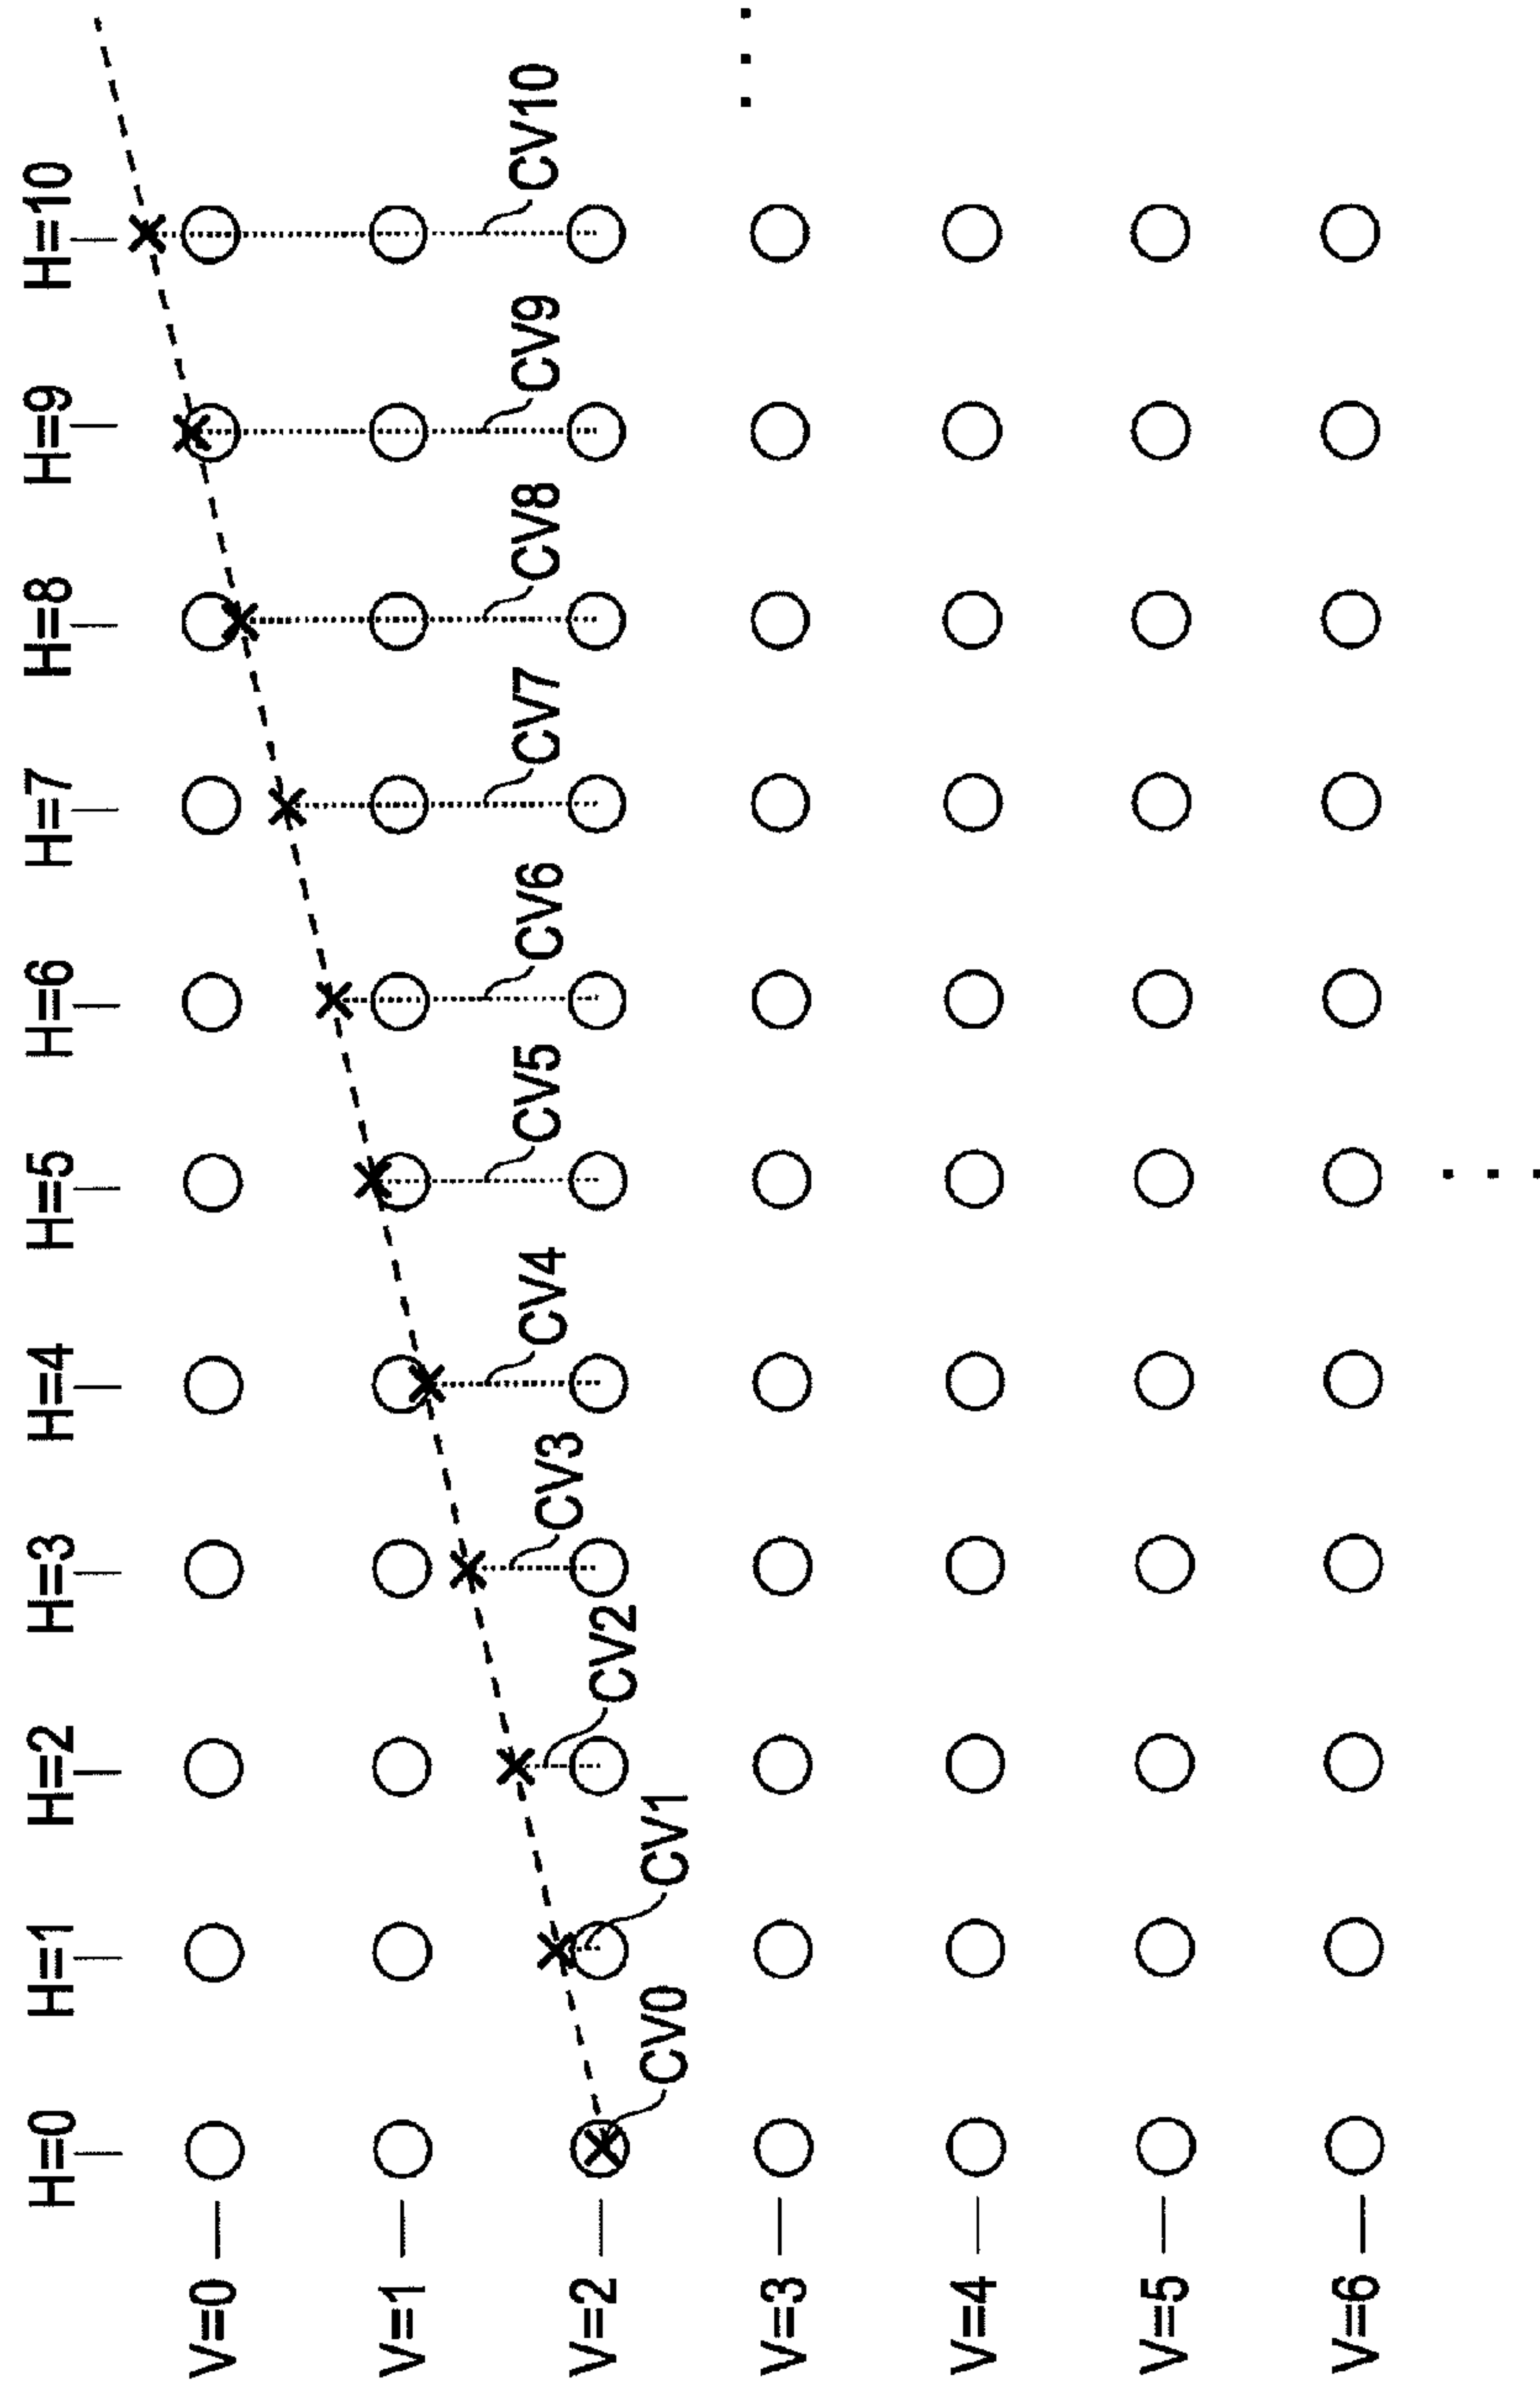 H=0 H=1 H=2 H=3 H=4 H=5 H=6 H=7 H=8 H=9 H=10
V=0
V=1
V=2
V=3
V=4
V=5
V=6
CV0
CV1
CV2
CV3
CV4
CV5
CV6
CV7
CV8
CV9
CV10